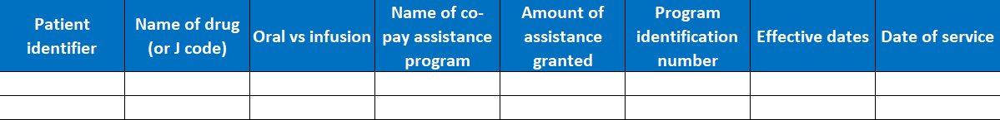 Patient
identifier
Name of drug
(or J code)
Oral vs infusion
Name of co-
pay assistance
program
Amount of
assistance
granted
Program
identification
number
Effective dates
Date of service